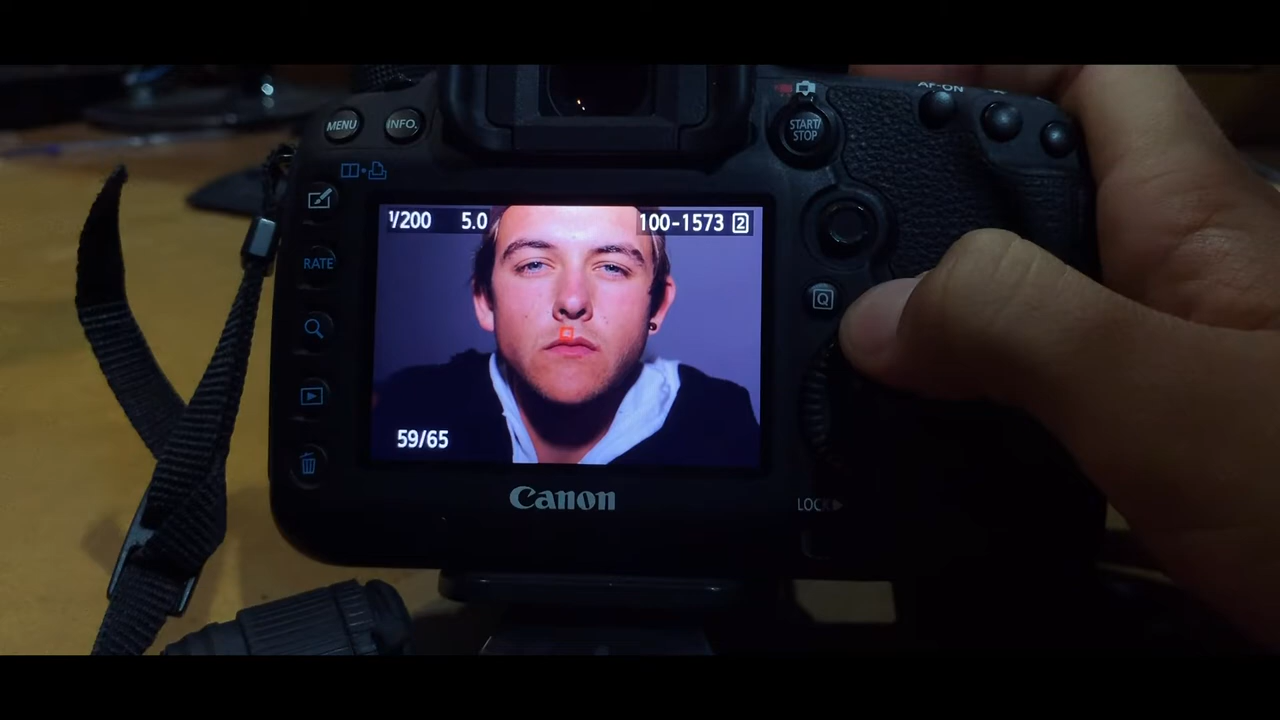 AF-ON
MENU
INFO.
START/
STOP
1/200 5.0 100-1573 2
RATE
Q
59/65
Canon
LOCK